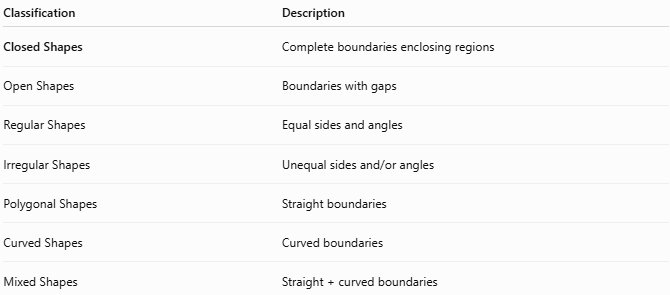 Classification Description
Closed Shapes Complete boundaries enclosing regions
Open Shapes Boundaries with gaps
Regular Shapes Equal sides and angles
Irregular Shapes Unequal sides and/or angles
Polygonal Shapes Straight boundaries
Curved Shapes Curved boundaries
Mixed Shapes Straight + curved boundaries